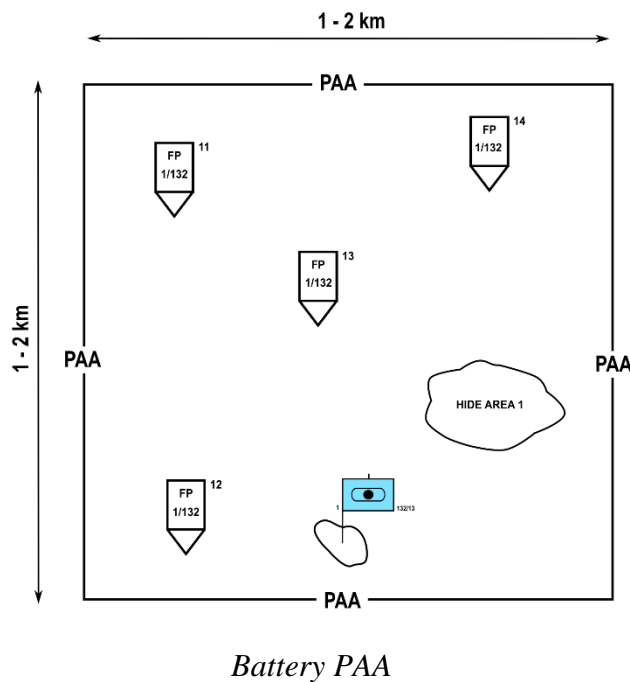 1 - 2 km
PAA
14
FP
1/132
11
FP
1/132
13
FP
1/132
1 - 2 km
PAA
PAA
HIDE AREA 1
12
FP
1/132
1
132/13
PAA
Battery PAA